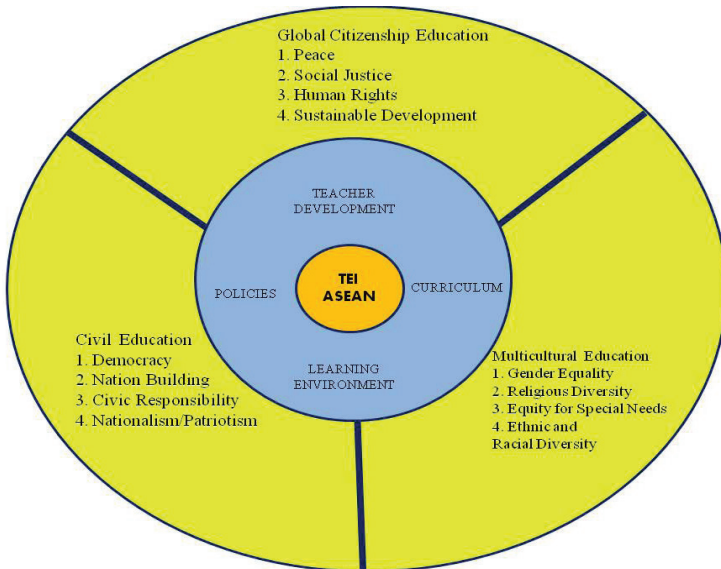 Global Citizenship Education
1. Peace
2. Social Justice
3. Human Rights
4. Sustainable Development
TEACHER
DEVELOPMENT
POLICIES
TEI
ASEAN
CURRICULUM
LEARNING
ENVIRONMENT
Civil Education
1. Democracy
2. Nation Building
3. Civic Responsibility
4. Nationalism/Patriotism
Multicultural Education
1. Gender Equality
2. Religious Diversity
3. Equity for Special Needs
4. Ethnic and
Racial Diversity